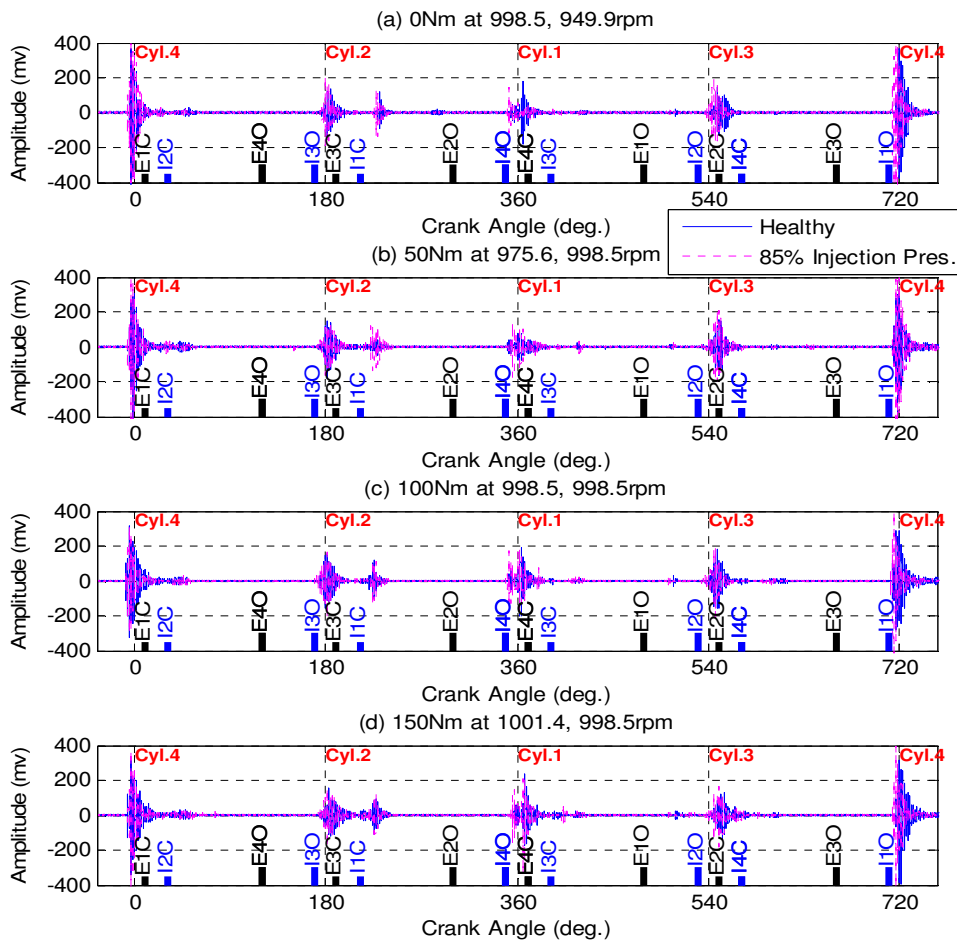 (a) 0Nm at 998.5, 949.9rpm
400
200
0
-200
-400
Amplitude (mv)
Cyl.4 Cyl.2 Cyl.1 Cyl.3 Cyl.4
E1C I2C E4O I3O E3C I1C E2O I4O E4C I3C E1O I2O E2C I4C E3O I1O
0 180 360 540 720
Crank Angle (deg.)
Healthy
85% Injection Pres.
(b) 50Nm at 975.6, 998.5rpm
400
200
0
-200
-400
Amplitude (mv)
Cyl.4 Cyl.2 Cyl.1 Cyl.3 Cyl.4
E1C I2C E4O I3O E3C I1C E2O I4O E4C I3C E1O I2O E2C I4C E3O I1O
0 180 360 540 720
Crank Angle (deg.)
(c) 100Nm at 998.5, 998.5rpm
400
200
0
-200
-400
Amplitude (mv)
Cyl.4 Cyl.2 Cyl.1 Cyl.3 Cyl.4
E1C I2C E4O I3O E3C I1C E2O I4O E4C I3C E1O I2O E2C I4C E3O I1O
0 180 360 540 720
Crank Angle (deg.)
(d) 150Nm at 1001.4, 998.5rpm
400
200
0
-200
-400
Amplitude (mv)
Cyl.4 Cyl.2 Cyl.1 Cyl.3 Cyl.4
E1C I2C E4O I3O E3C I1C E2O I4O E4C I3C E1O I2O E2C I4C E3O I1O
0 180 360 540 720
Crank Angle (deg.)